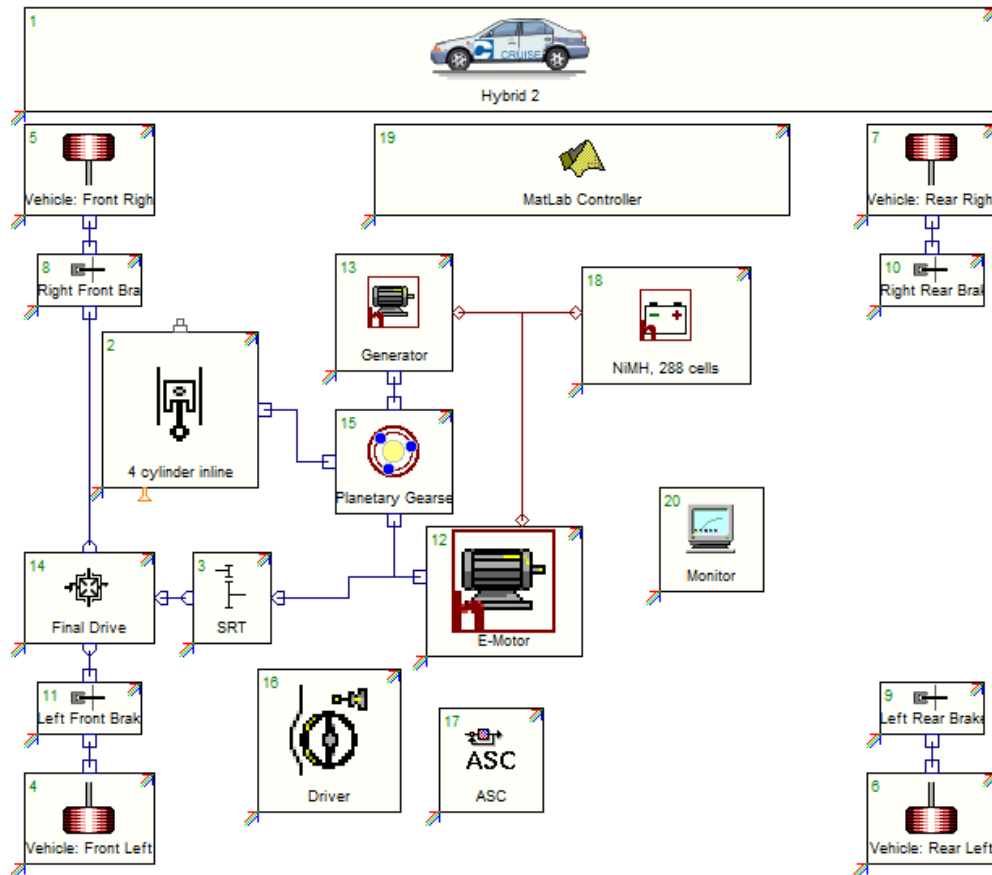 1
CRUISE
Hybrid 2
5
Vehicle: Front Righ
19
MatLab Controller
7
Vehicle: Rear Right
8
Right Front Bra
13
Generator
18
NiMH, 288 cells
10
Right Rear Brak
2
4 cylinder inline
15
Planetary Gearse
20
Monitor
14
Final Drive
3
SRT
12
E-Motor
11
Left Front Brak
16
Driver
17
ASC
ASC
9
Left Rear Brake
4
Vehicle: Front Left
6
Vehicle: Rear Left